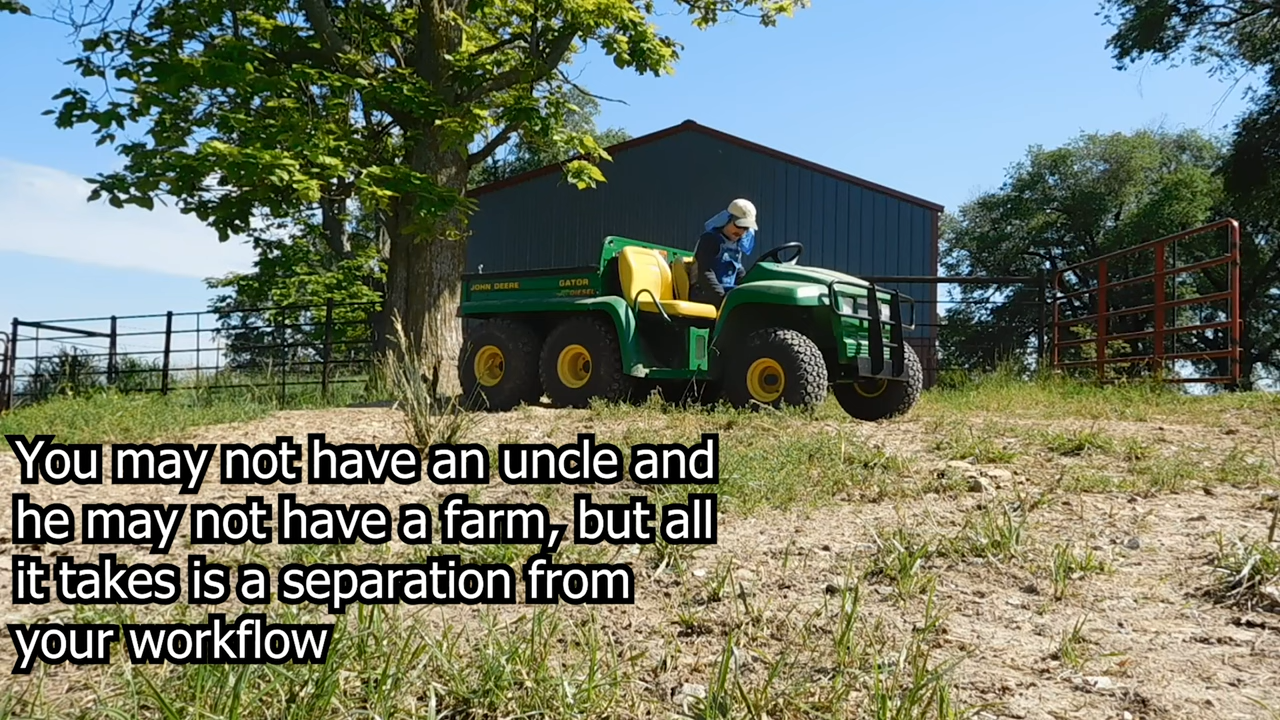 JOHN DEERE
GATOR
DIESEL
You may not have an uncle and
he may not have a farm, but all
it takes is a separation from
your workflow